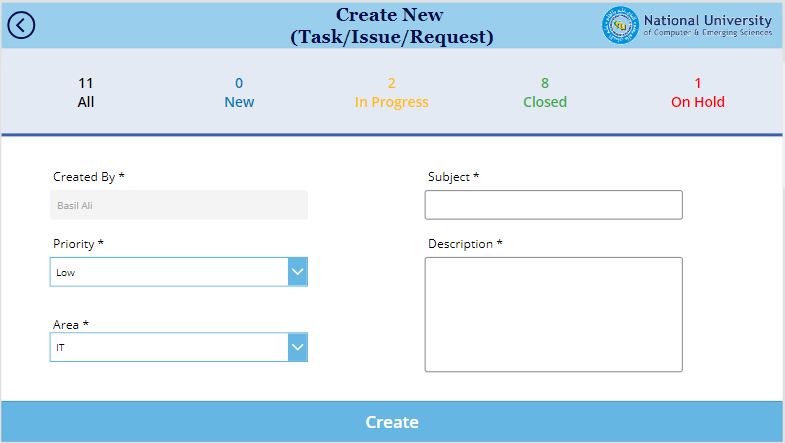 Create New
(Task/Issue/Request)
National University
of Computer & Emerging Sciences
11
All
0
New
2
In Progress
8
Closed
1
On Hold
Created By *
Basil Ali
Subject *
Priority *
Low
Description *
Area *
IT
Create